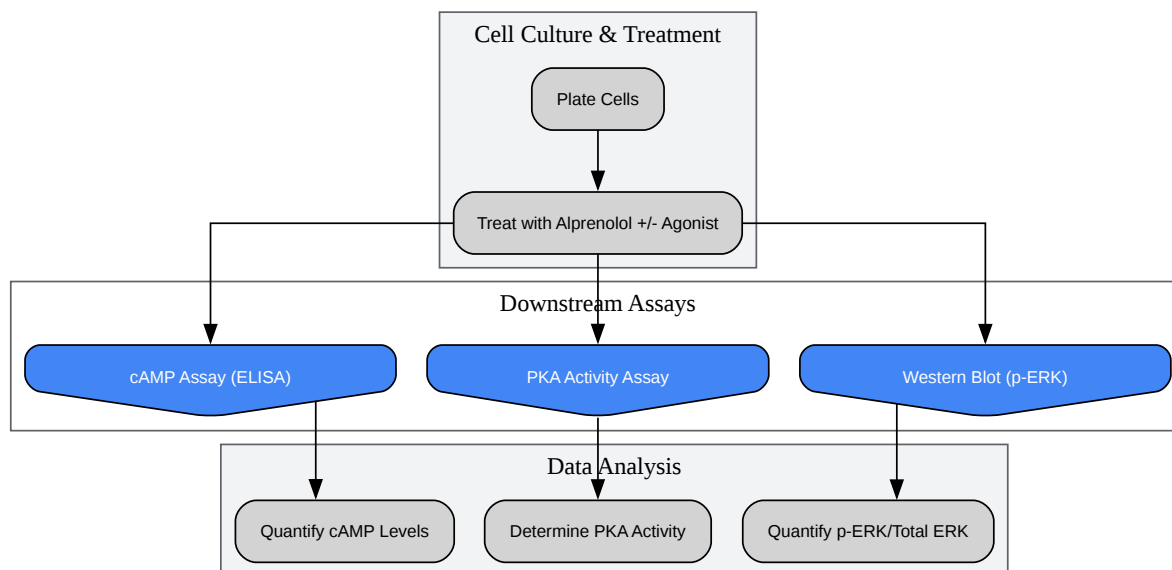 Cell Culture & Treatment
Plate Cells
Treat with Alprenolol +/- Agonist
Downstream Assays
cAMP Assay (ELISA)
PKA Activity Assay
Western Blot (p-ERK)
Data Analysis
Quantify cAMP Levels
Determine PKA Activity
Quantify p-ERK/Total ERK